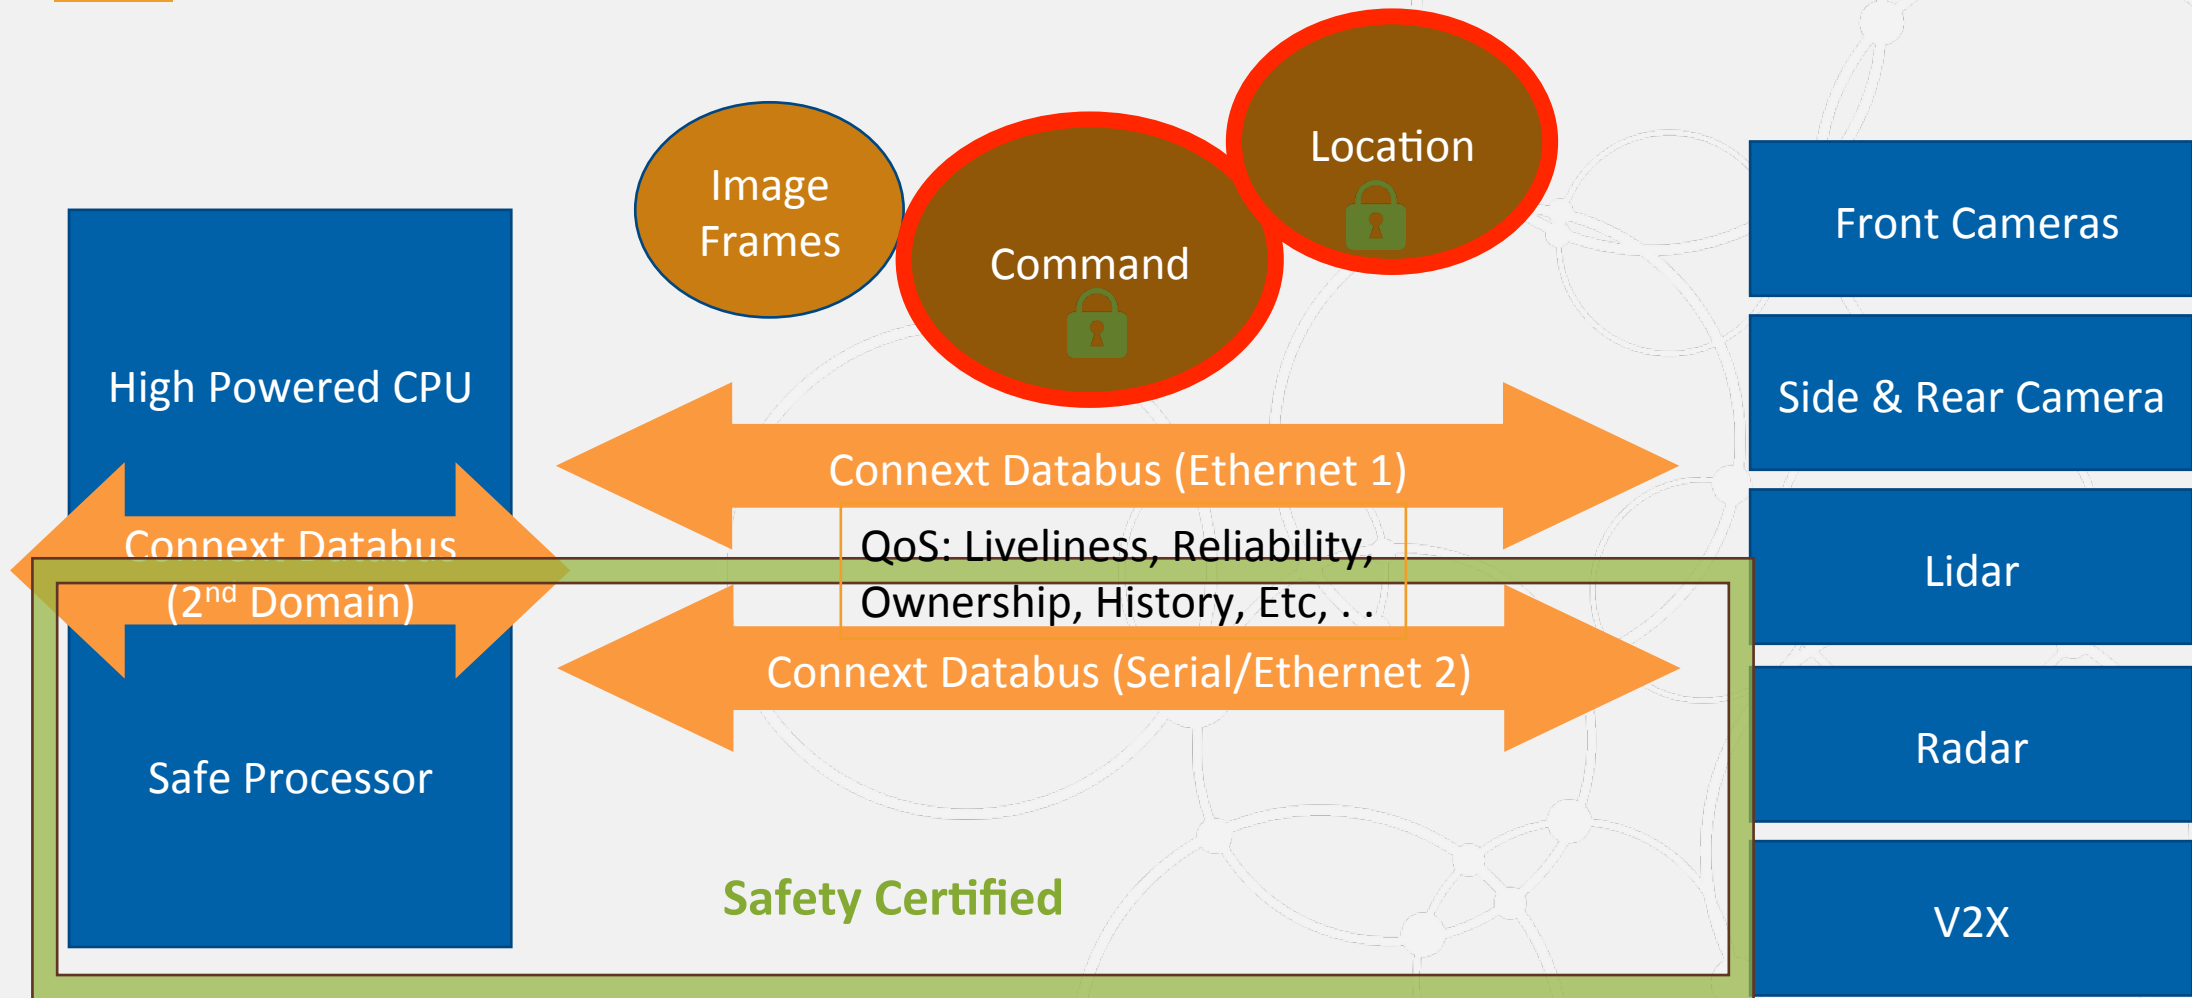 Image
Frames
Command
Location
High Powered CPU
Connext Databus
(2nd Domain)
Safe Processor
Connext Databus (Ethernet 1)
QoS: Liveliness, Reliability,
Ownership, History, Etc, . .
Connext Databus (Serial/Ethernet 2)
Safety Certified
Front Cameras
Side & Rear Camera
Lidar
Radar
V2X